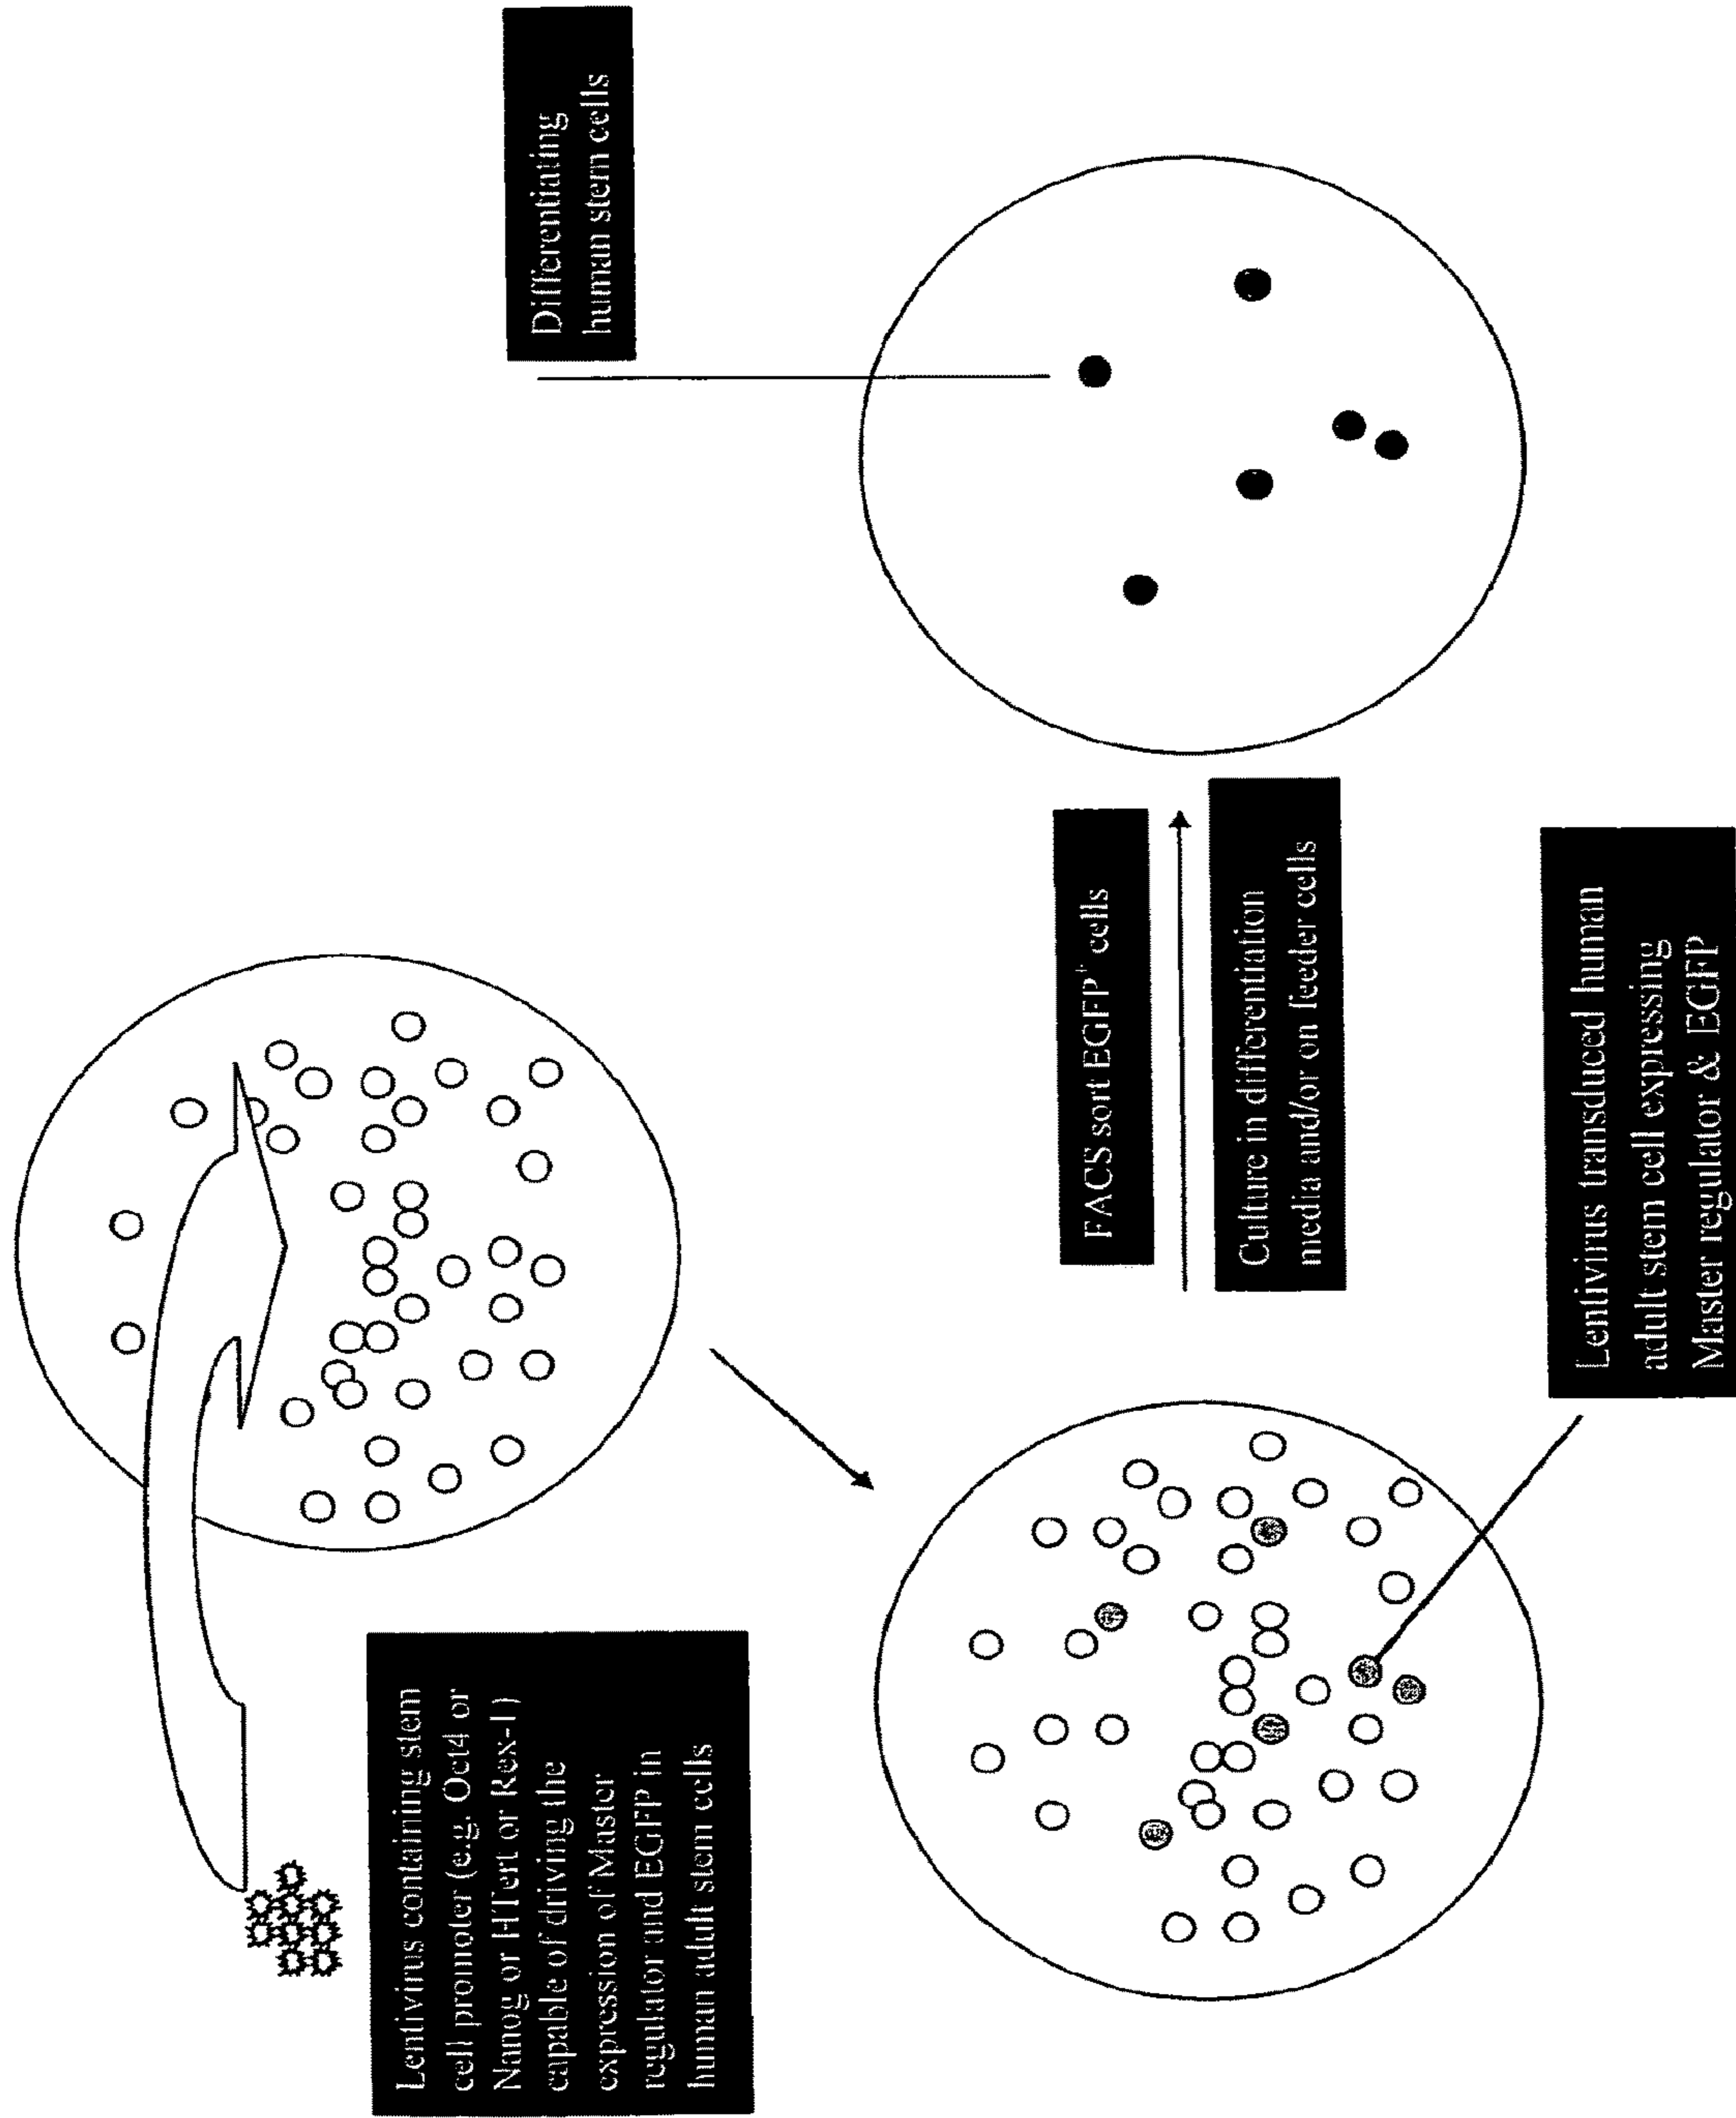 Lentivirus containing stem
cell promoter (e.g. Oct4 or
Nanog or HTert or Rex-1)
capable of driving the
expression of Master
regulator and EGFP in
human adult stem cells
FACS sort EGFP⁺ cells
Culture in differentiation
media and/or on feeder cells
Lentivirus transduced human
adult stem cell expressing
Master regulator & EGFP
Differentiating
human stem cells